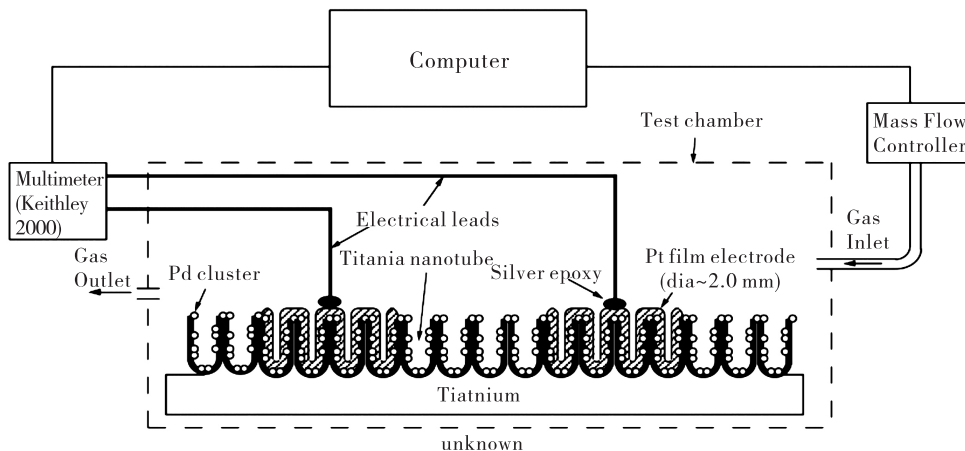 Computer
Test chamber
Mass Flow
Controller
Multimeter
(Keithley
2000)
Electrical leads
Gas
Inlet
Gas
Outlet
Pd cluster
Titania nanotube
Silver epoxy
Pt film electrode
(dia~2.0 mm)
Tiatnium
unknown